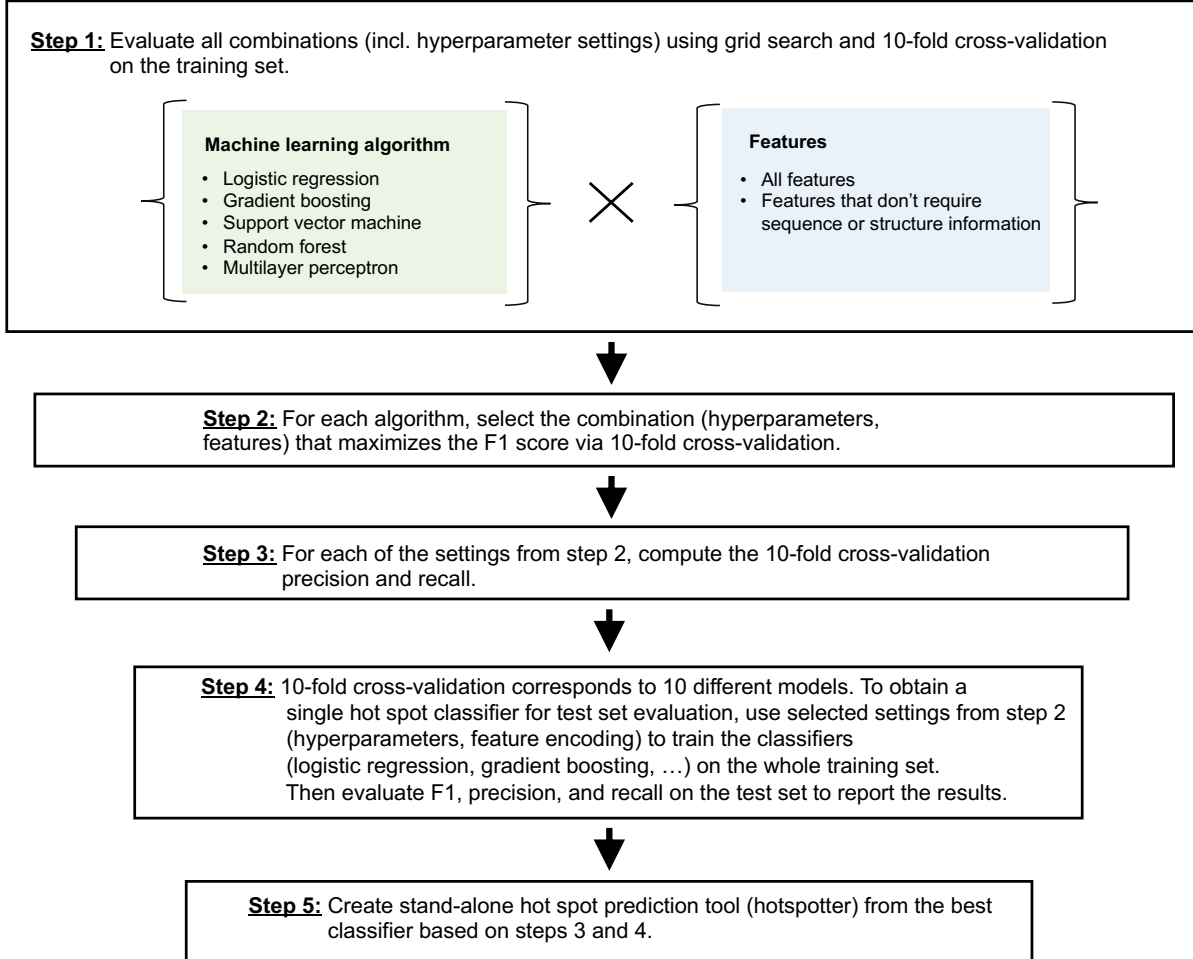 Step 1: Evaluate all combinations (incl. hyperparameter settings) using grid search and 10-fold cross-validation
on the training set.
Machine learning algorithm
• Logistic regression
• Gradient boosting
• Support vector machine
• Random forest
• Multilayer perceptron
Features
• All features
• Features that don't require
sequence or structure information
Step 2: For each algorithm, select the combination (hyperparameters,
features) that maximizes the F1 score via 10-fold cross-validation.
Step 3: For each of the settings from step 2, compute the 10-fold cross-validation
precision and recall.
Step 4: 10-fold cross-validation corresponds to 10 different models. To obtain a
single hot spot classifier for test set evaluation, use selected settings from step 2
(hyperparameters, feature encoding) to train the classifiers
(logistic regression, gradient boosting, …) on the whole training set.
Then evaluate F1, precision, and recall on the test set to report the results.
Step 5: Create stand-alone hot spot prediction tool (hotspotter) from the best
classifier based on steps 3 and 4.